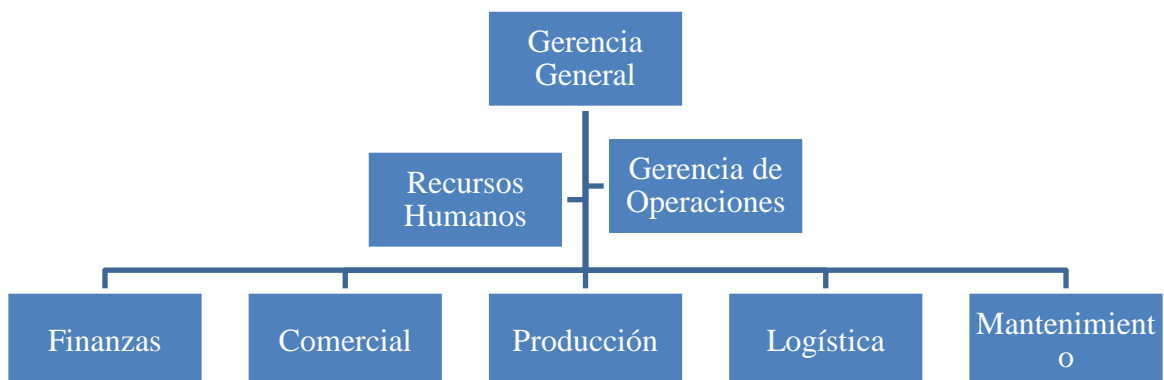 Gerencia
General
Recursos
Humanos
Gerencia de
Operaciones
Finanzas
Comercial
Producción
Logística
Mantenimient
o